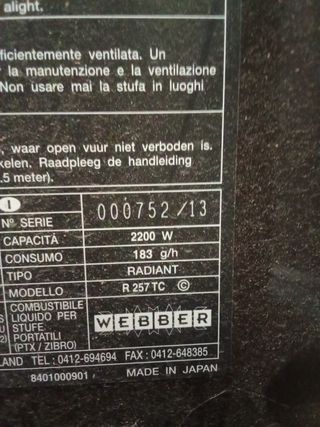 alight.
ficientemente ventilata. Un
la manutenzione e la ventilazione
Non usare mai la stufa in luoghi
, waar open vuur niet verboden is.
kelen. Raadpleeg de handleiding
.5 meter).
I
Nº SERIE 000752/13
CAPACITÀ 2200 W
CONSUMO 183 g/h
TIPO RADIANT
MODELLO R 257 TC ©
COMBUSTIBILE
LIQUIDO PER
STUFE
PORTATILI
(PTX / ZIBRO)
WEBBER
LAND TEL : 0412-694694 FAX : 0412-648385
8401000901 MADE IN JAPAN